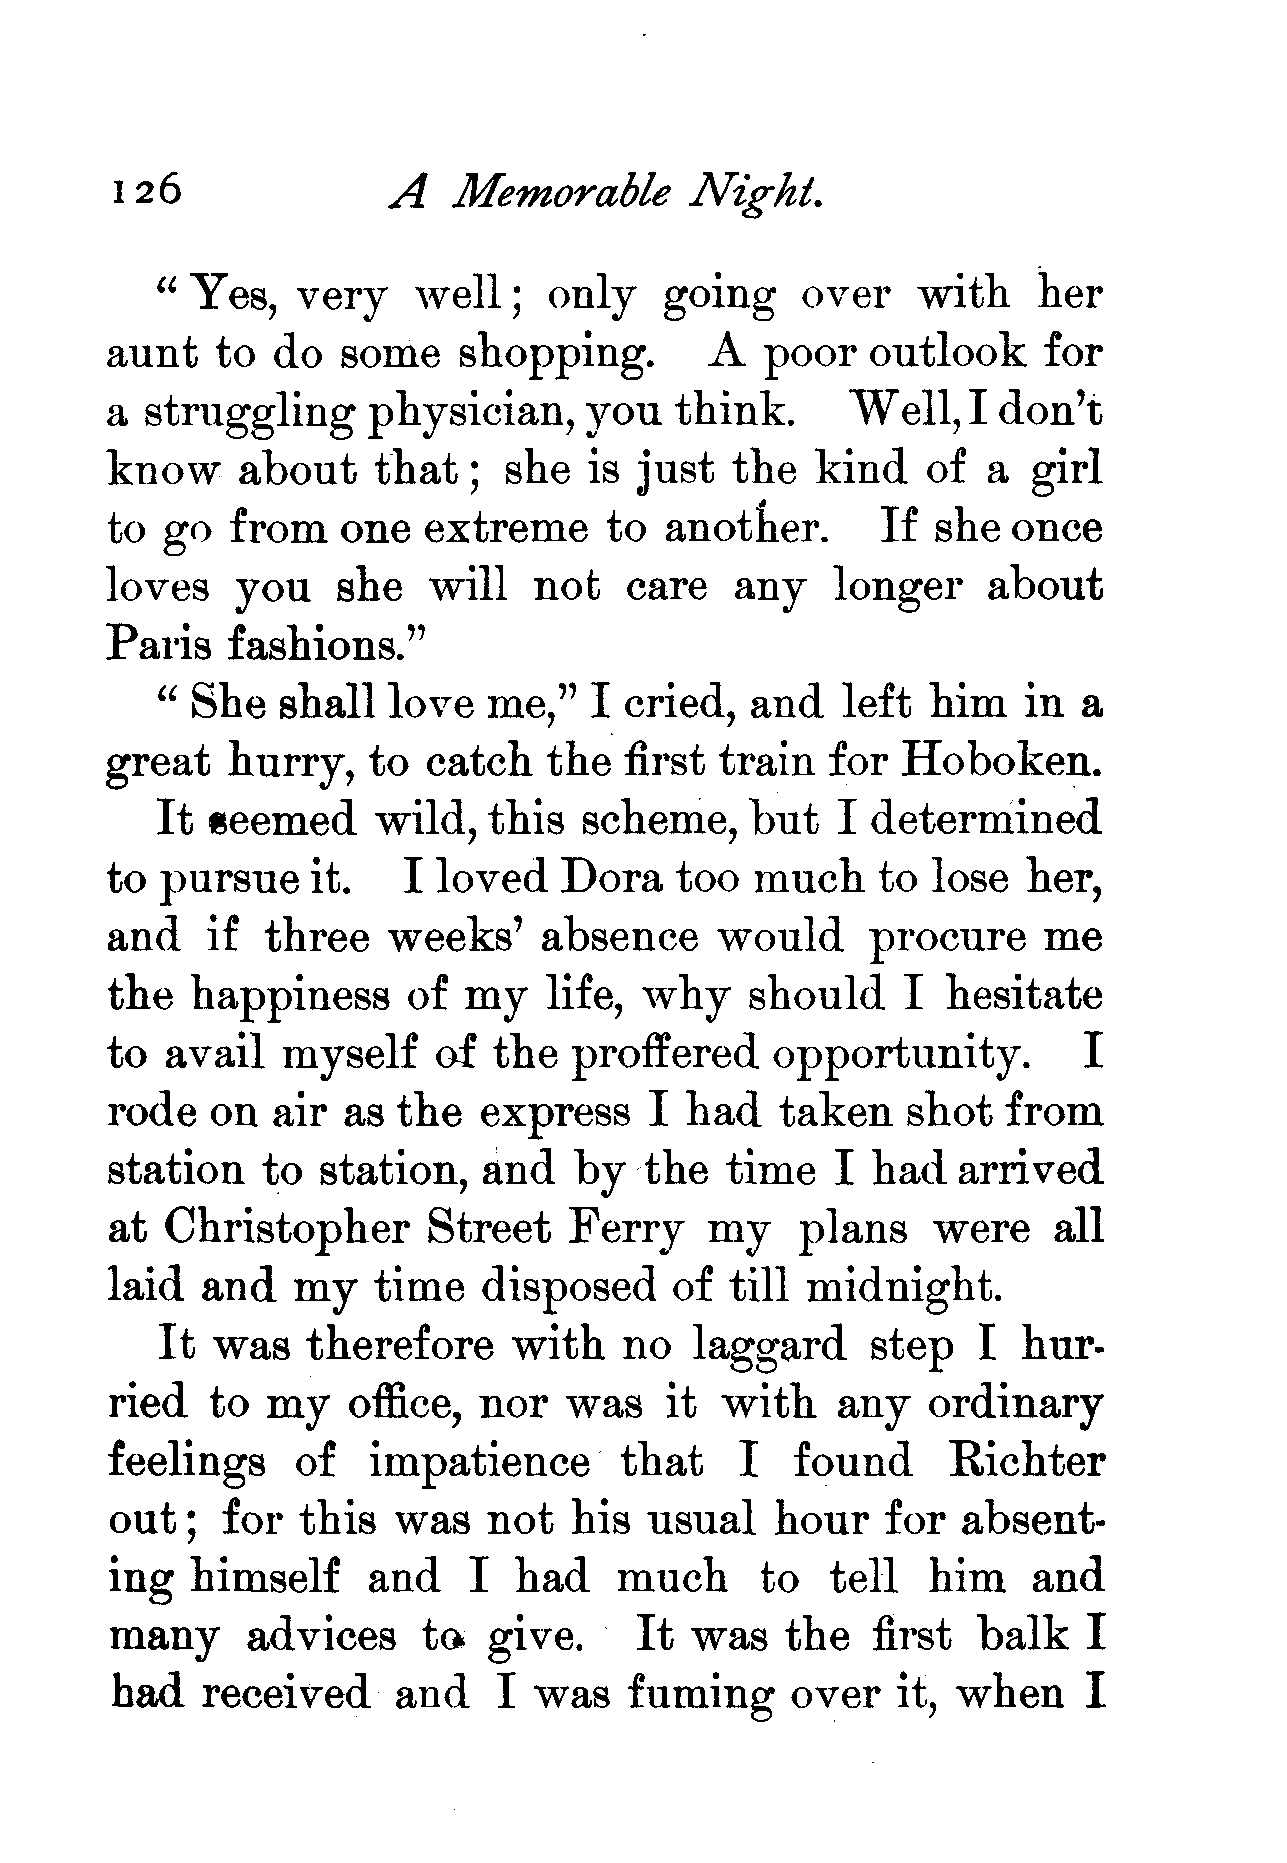 126 A Memorable Night.
“ Yes, very well ; only going over with her
aunt to do some shopping. A poor outlook for
a struggling physician, you think. Well, I don’t
know about that ; she is just the kind of a girl
to go from one extreme to another. If she once
loves you she will not care any longer about
Paris fashions.”
“ She shall love me,” I cried, and left him in a
great hurry, to catch the first train for Hoboken.
It seemed wild, this scheme, but I determined
to pursue it. I loved Dora too much to lose her,
and if three weeks’ absence would procure me
the happiness of my life, why should I hesitate
to avail myself of the proffered opportunity. I
rode on air as the express I had taken shot from
station to station, and by the time I had arrived
at Christopher Street Ferry my plans were all
laid and my time disposed of till midnight.
It was therefore with no laggard step I hur-
ried to my office, nor was it with any ordinary
feelings of impatience that I found Richter
out ; for this was not his usual hour for absent-
ing himself and I had much to tell him and
many advices to give. It was the first balk I
had received and I was fuming over it, when I